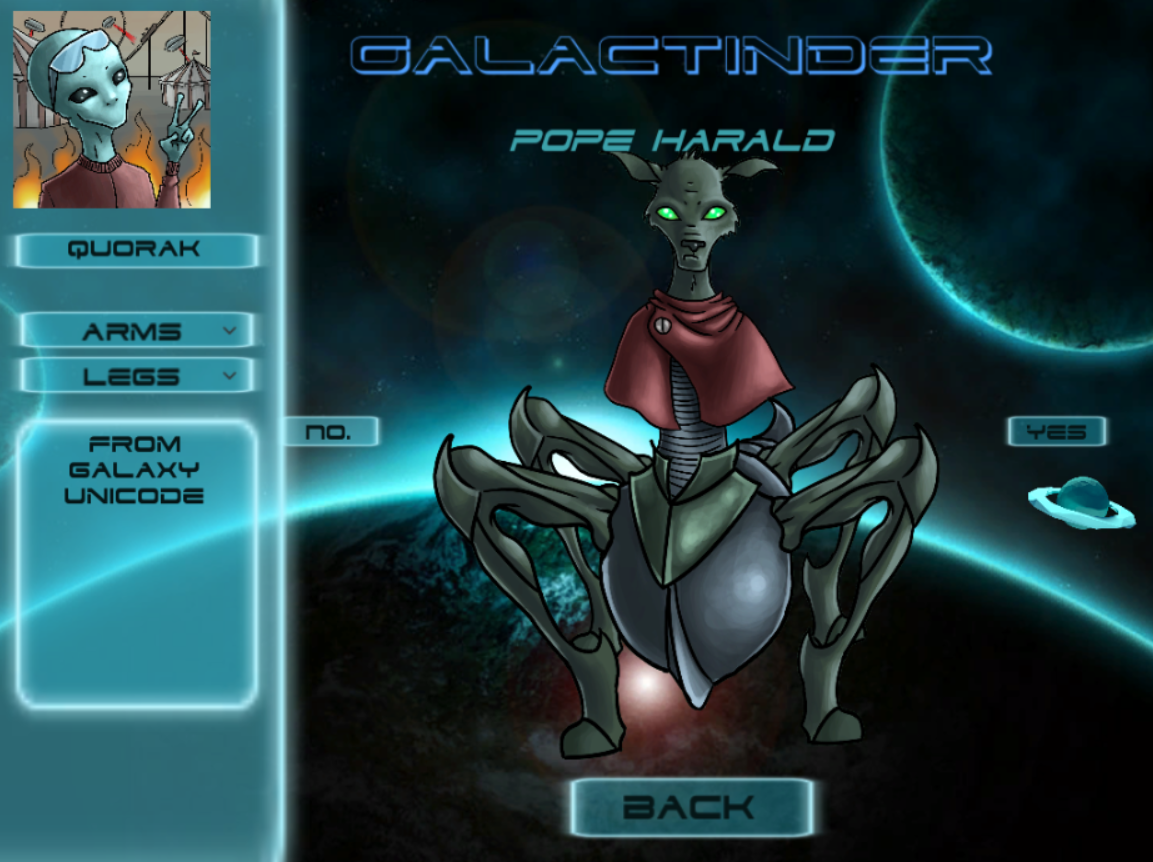 GALACTINDER
POPE HARALD
QUORAK
ARMS
LEGS
FROM
GALAXY
UNICODE
NO.
YES
BACK